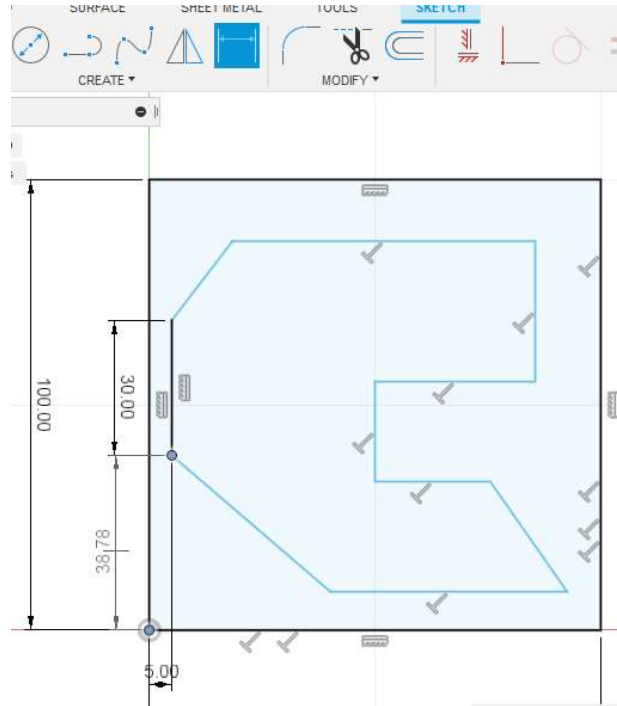 SURFACE SHEET METAL TOOLS SKETCH
CREATE ▾ MODIFY ▾
100.00
30.00
38.78
5.00